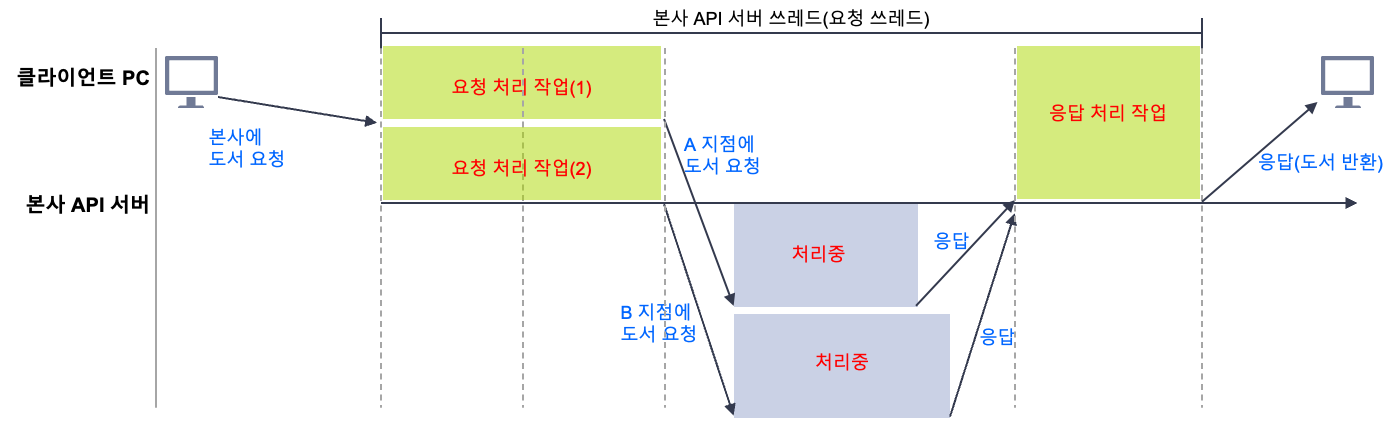 본사 API 서버 쓰레드(요청 쓰레드)
클라이언트 PC
요청 처리 작업(1)
응답 처리 작업
본사에
도서 요청
A 지점에
도서 요청
요청 처리 작업(2)
응답(도서 반환)
본사 API 서버
처리중
응답
B 지점에
도서 요청
처리중
응답